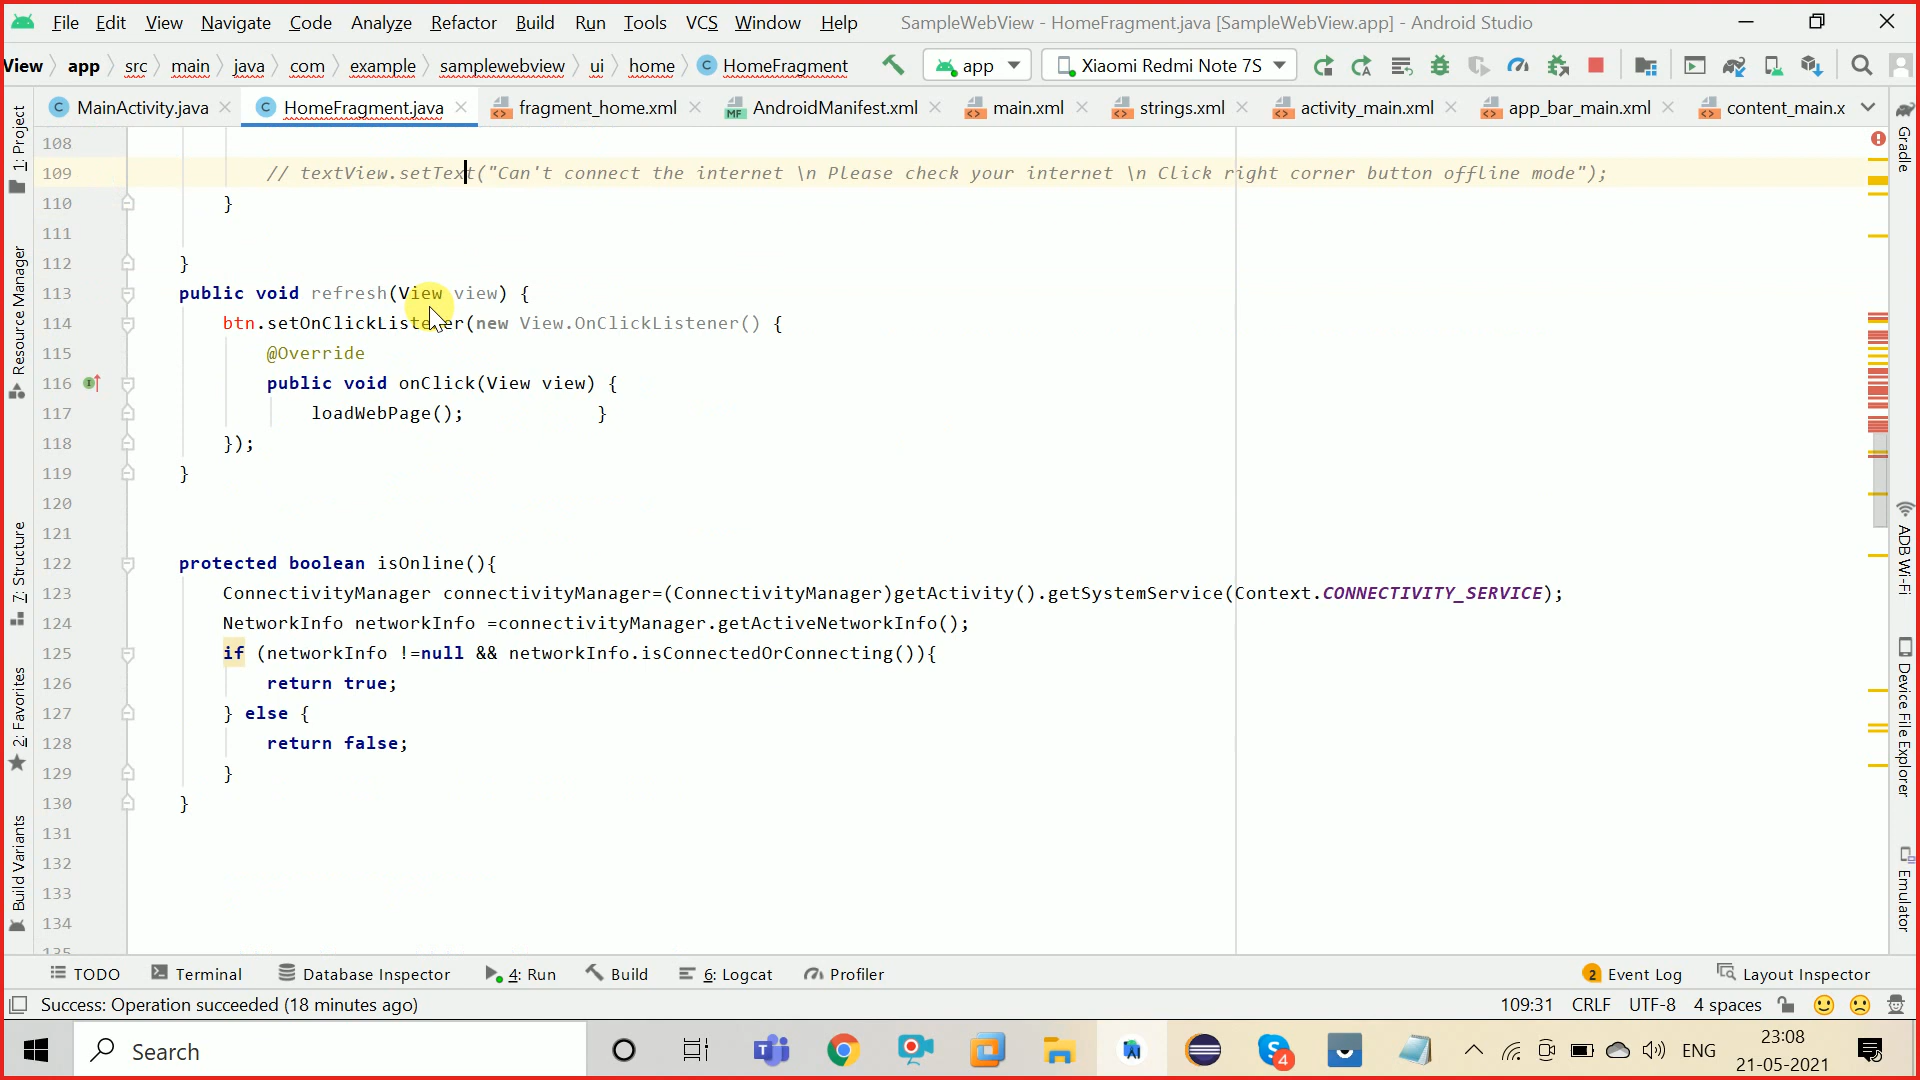 File Edit View Navigate Code Analyze Refactor Build Run Tools VCS Window Help SampleWebView - HomeFragment.java [SampleWebView.app] - Android Studio
View app src main java com example samplewebview ui home HomeFragment app Xiaomi Redmi Note 7S
MainActivity.java HomeFragment.java fragment_home.xml AndroidManifest.xml main.xml strings.xml activity_main.xml app_bar_main.xml content_main.x
1: Project
Resource Manager
7: Structure
2: Favorites
Build Variants
108
109 // textView.setText("Can't connect the internet \n Please check your internet \n Click right corner button offline mode");
110 }
111
112 }
113 public void refresh(View view) {
114 btn.setOnClickListener(new View.OnClickListener() {
115 @Override
116 public void onClick(View view) {
117 loadWebPage(); }
118 });
119 }
120
121
122 protected boolean isOnline(){
123 ConnectivityManager connectivityManager=(ConnectivityManager)getActivity().getSystemService(Context.CONNECTIVITY_SERVICE);
124 NetworkInfo networkInfo =connectivityManager.getActiveNetworkInfo();
125 if (networkInfo !=null && networkInfo.isConnectedOrConnecting()){
126 return true;
127 } else {
128 return false;
129 }
130 }
131
132
133
134
135
Gradle
ADB Wi-Fi
Device File Explorer
Emulator
TODO Terminal Database Inspector 4: Run Build 6: Logcat Profiler 2 Event Log Layout Inspector
Success: Operation succeeded (18 minutes ago) 109:31 CRLF UTF-8 4 spaces
Search 4 ENG 23:08
21-05-2021